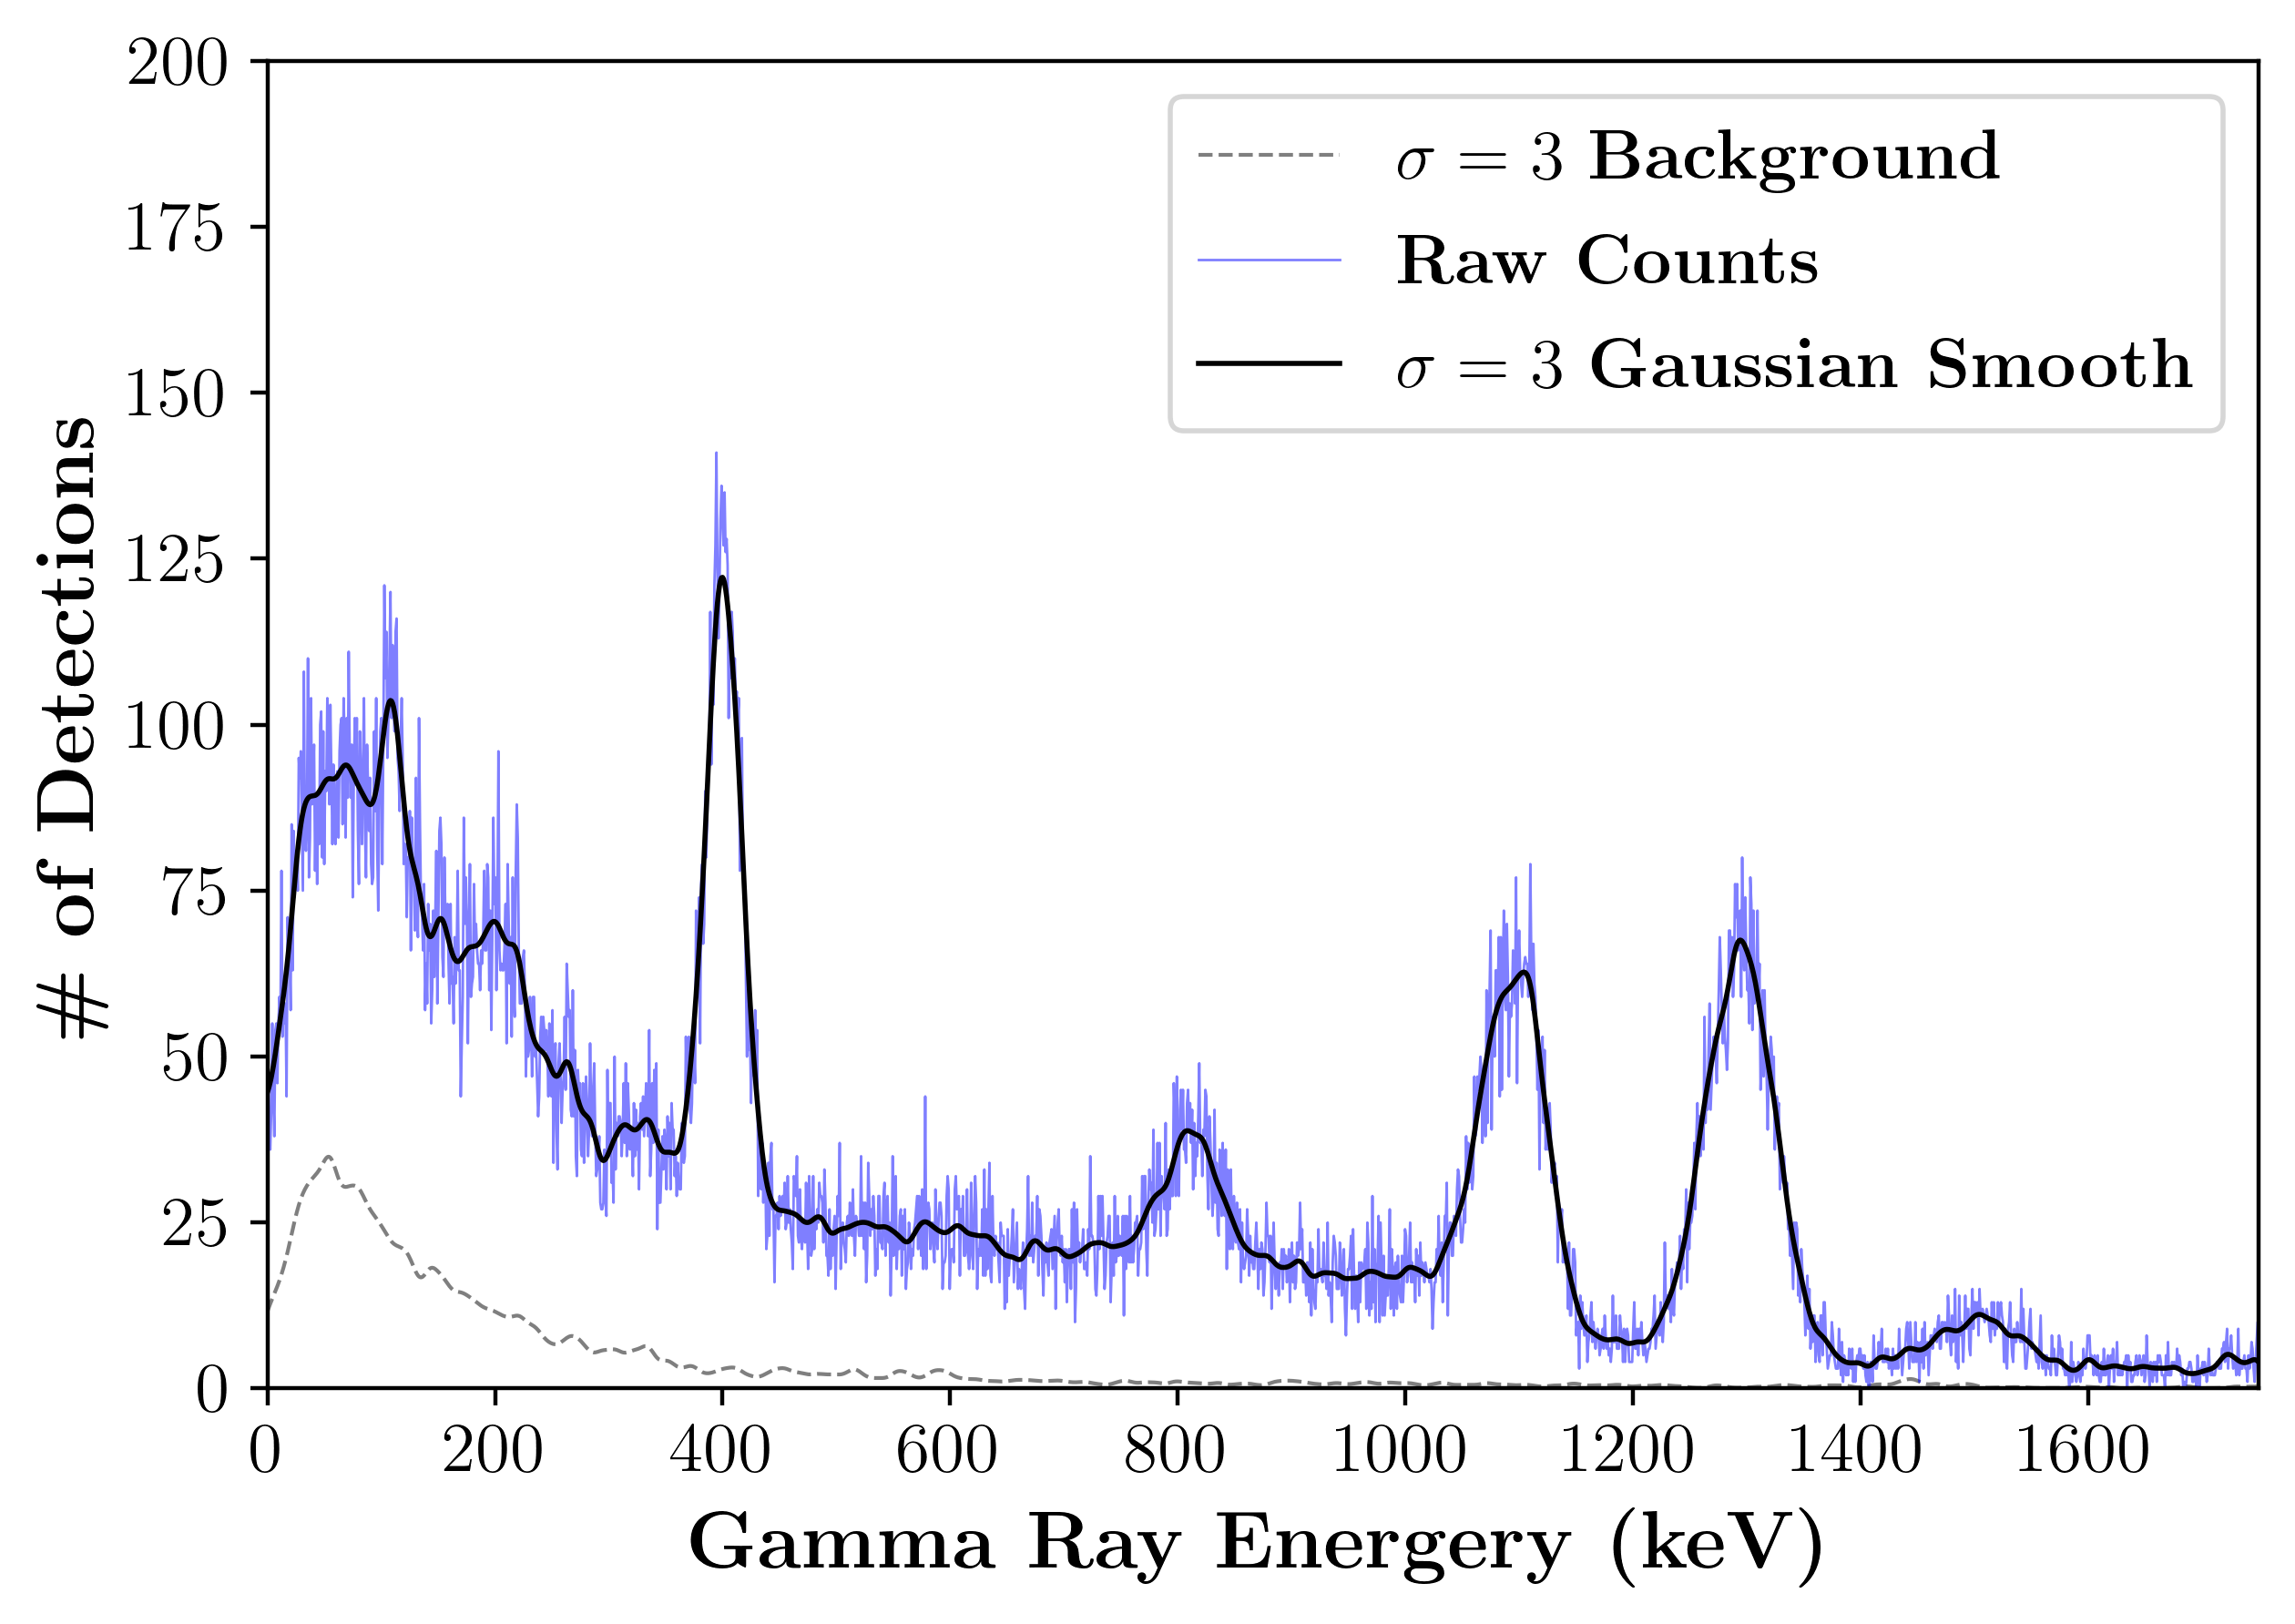 # of Detections
200
175
150
125
100
75
50
25
0
σ = 3 Background
Raw Counts
σ = 3 Gaussian Smooth
0 200 400 600 800 1000 1200 1400 1600
Gamma Ray Energery (keV)